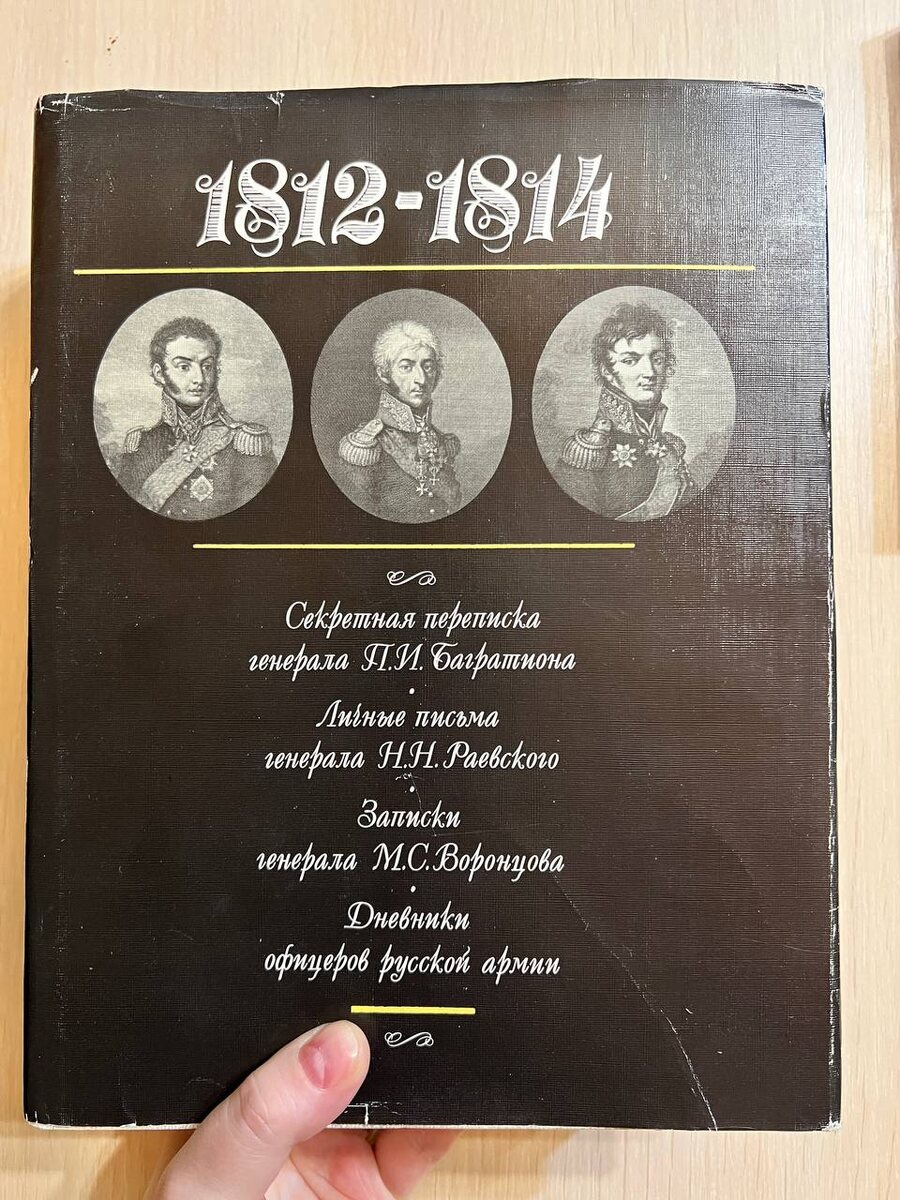 1812-1814
Секретная переписка
генерала П.И.Багратиона
Личные письма
генерала Н.Н.Раевского
Записки
генерала М.С.Воронцова
Дневники
офицеров русской армии